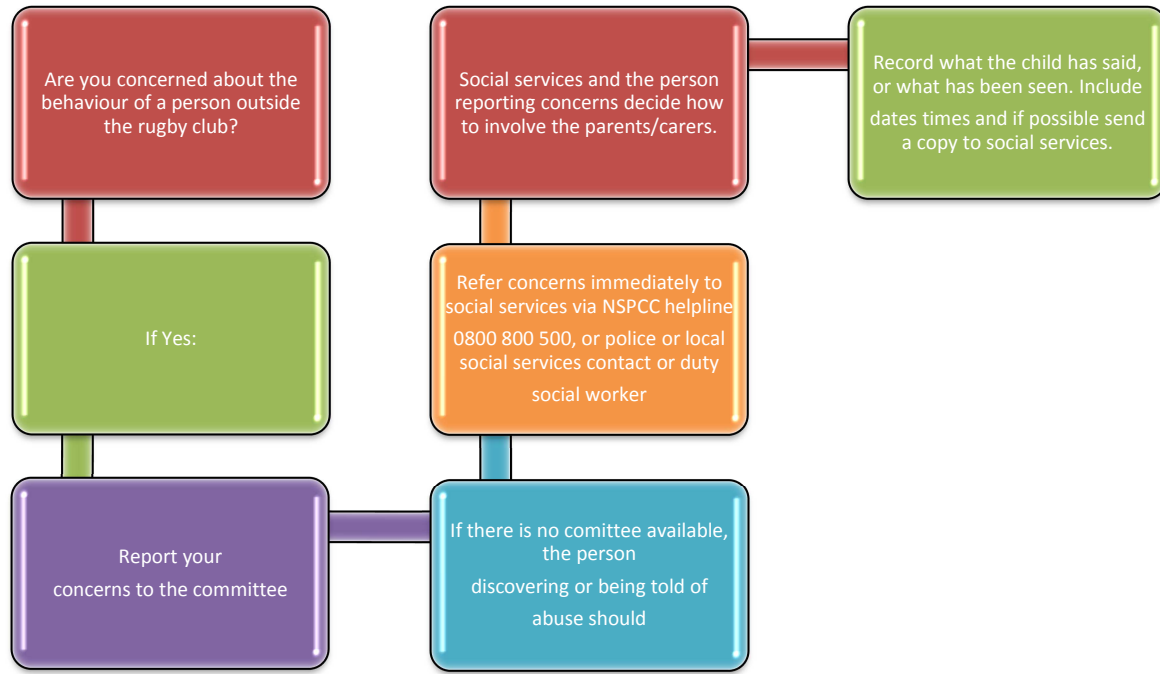 Are you concerned about the
behaviour of a person outside
the rugby club?
If Yes:
Report your
concerns to the committee
If there is no comittee available,
the person
discovering or being told of
abuse should
Refer concerns immediately to
social services via NSPCC helpline
0800 800 500, or police or local
social services contact or duty
social worker
Social services and the person
reporting concerns decide how
to involve the parents/carers.
Record what the child has said,
or what has been seen. Include
dates times and if possible send
a copy to social services.